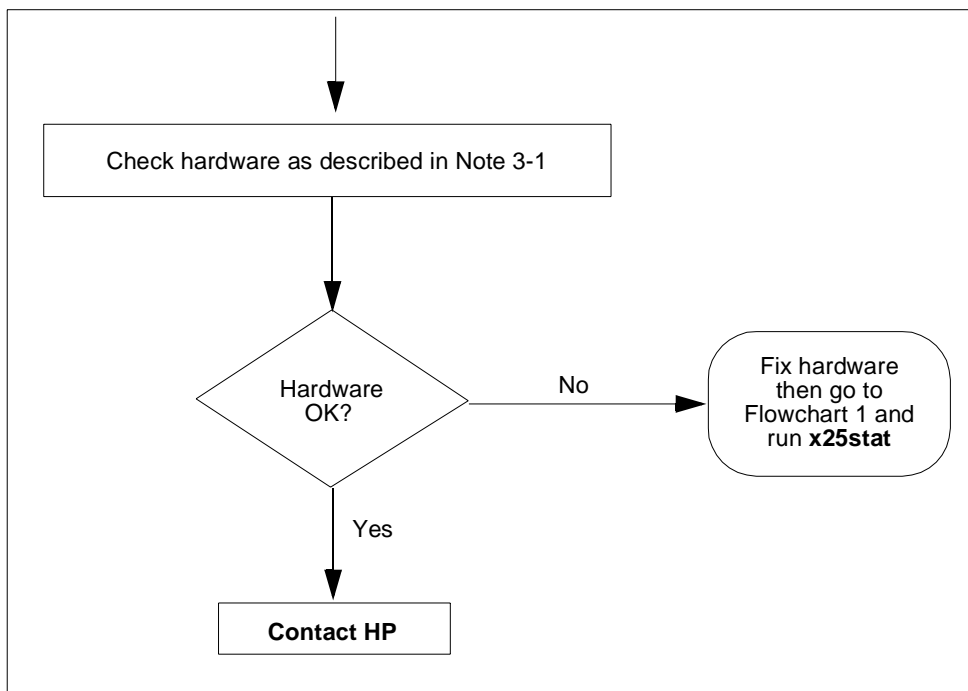 Check hardware as described in Note 3-1
Hardware
OK?
No
Fix hardware
then go to
Flowchart 1 and
run x25stat
Yes
Contact HP